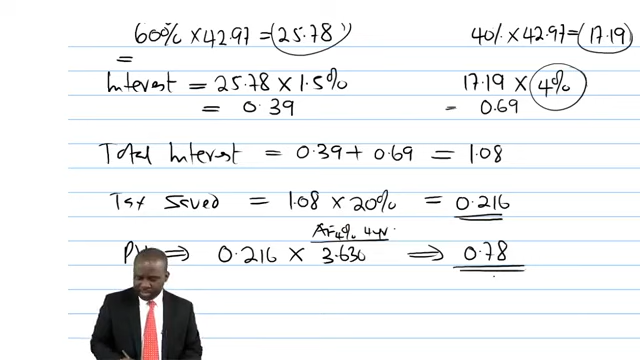 60% × 42.97 = 25.78 40% × 42.97 = 17.19
=
Interest = 25.78 × 1.5% 17.19 × 4%
= 0.39 = 0.69
Total Interest = 0.39 + 0.69 = 1.08
Tax Saved = 1.08 × 20% = 0.216
AF4% 4yr.
PV ⇒ 0.216 × 3.630 ⇒ 0.78